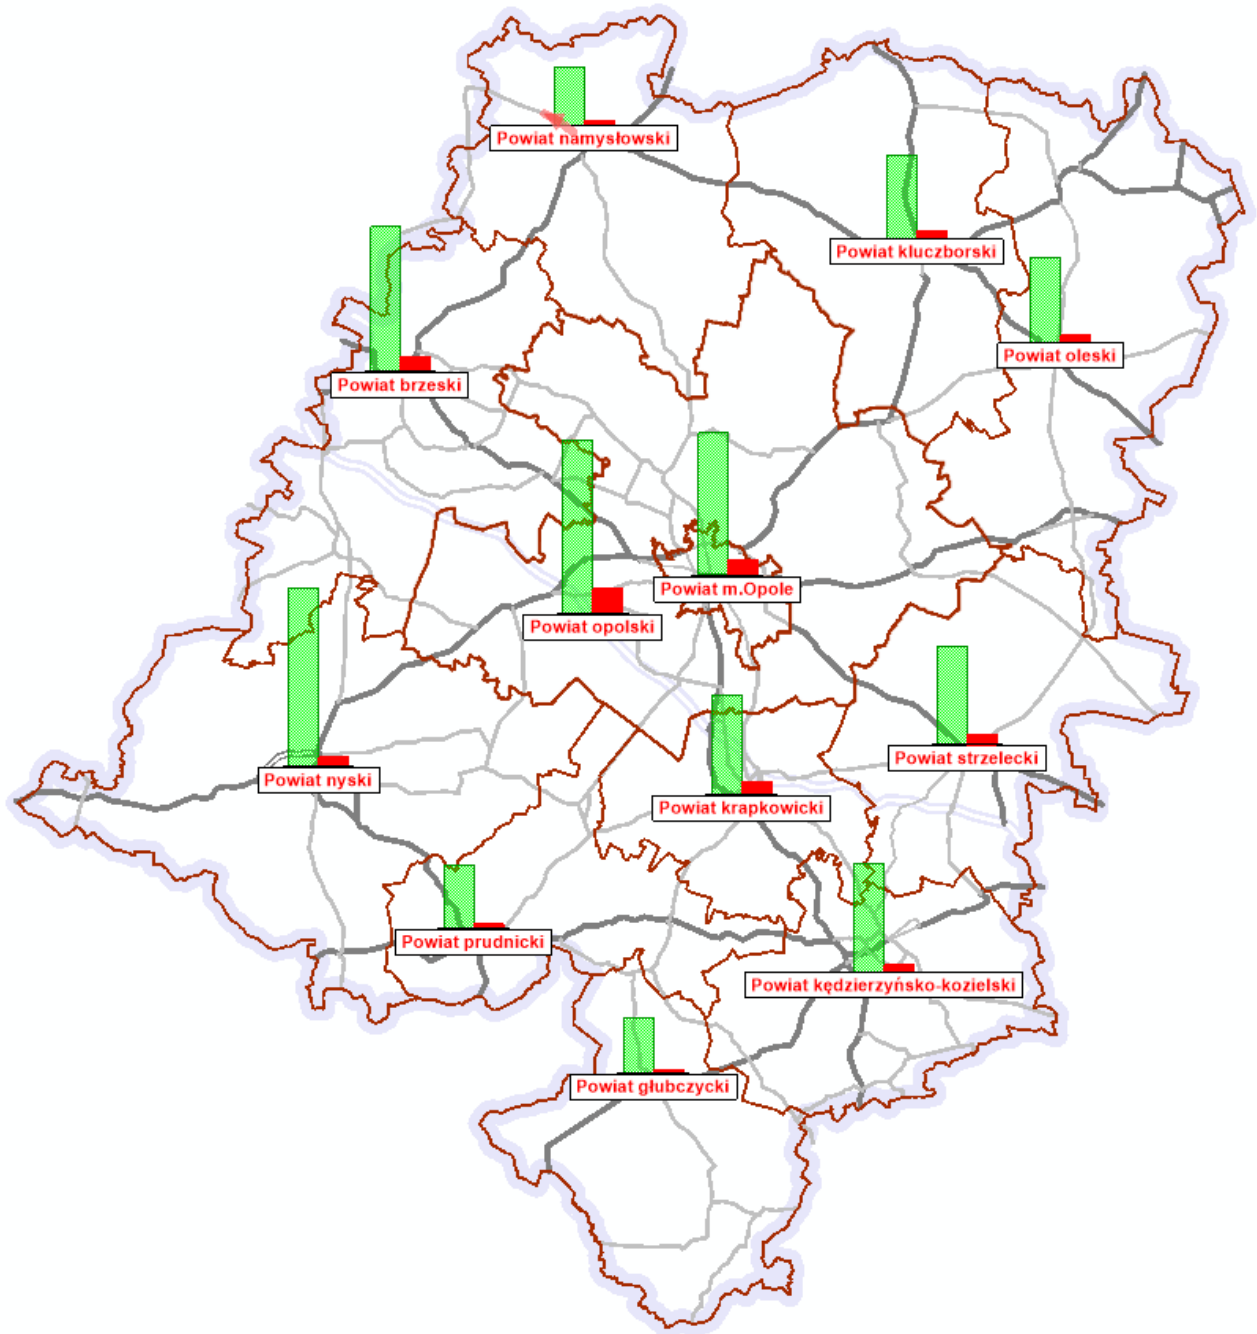 Powiat namysłowski
Powiat kluczborski
Powiat oleski
Powiat brzeski
Powiat m.Opole
Powiat opolski
Powiat strzelecki
Powiat nyski
Powiat krapkowicki
Powiat prudnicki
Powiat kędzierzyńsko-kozielski
Powiat głubczycki